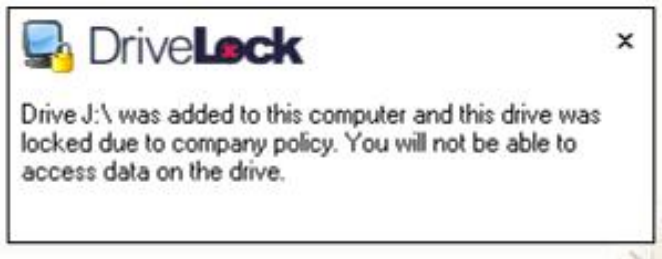 DriveLock
Drive J:\ was added to this computer and this drive was
locked due to company policy. You will not be able to
access data on the drive.